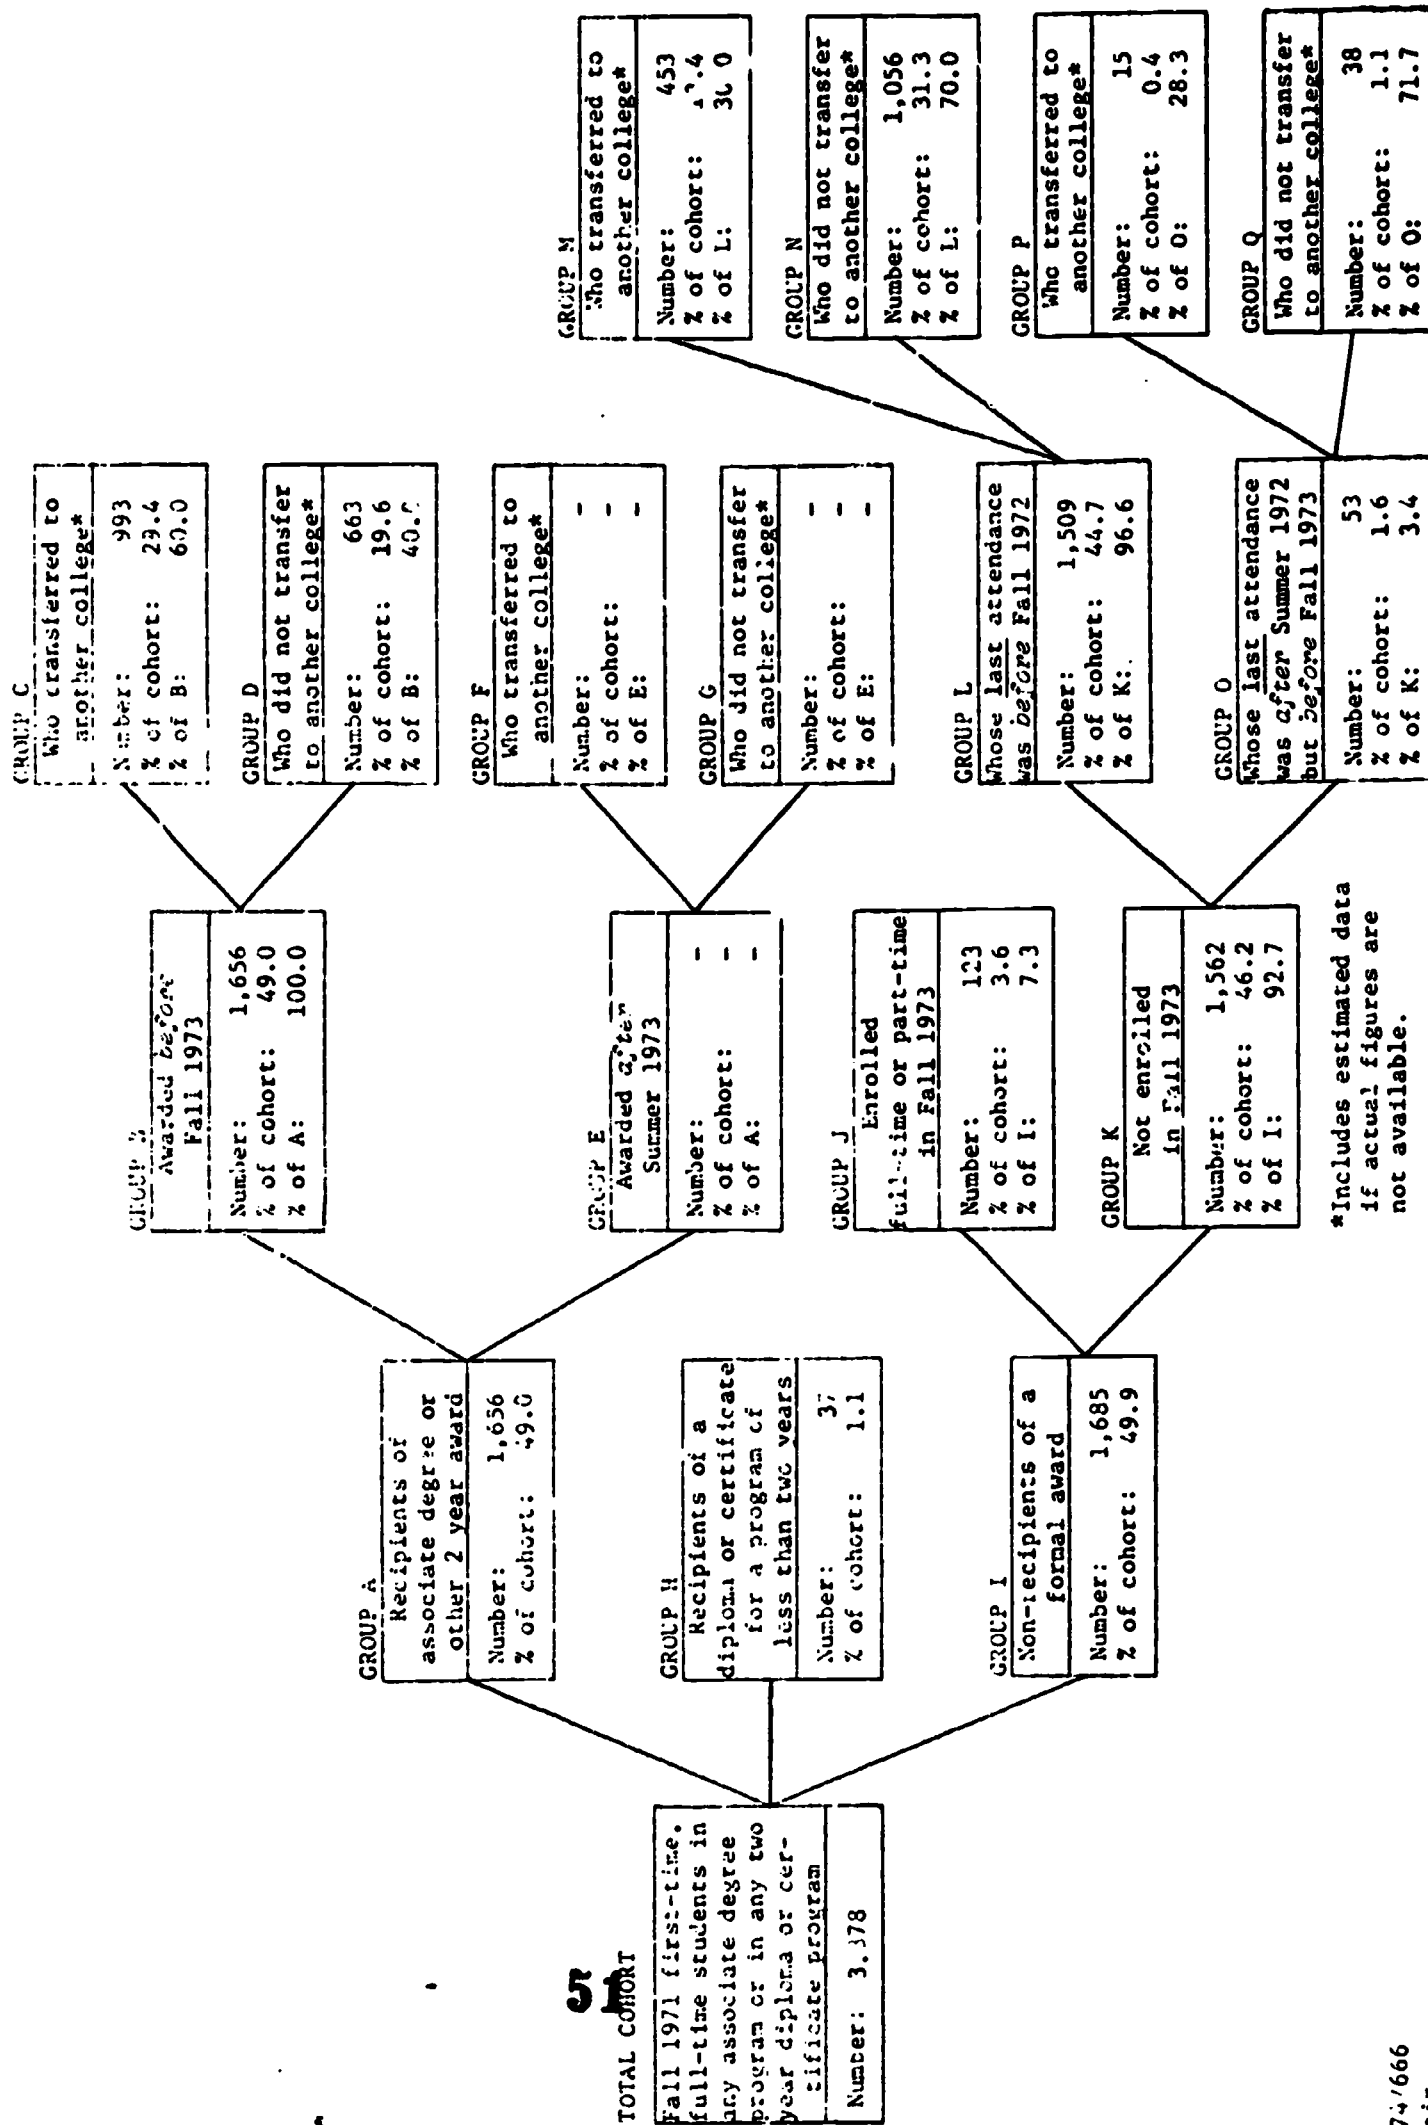 TOTAL COHORT
Fall 1971 first-time,
full-time students in
any associate degree
program or in any two
year diploma or cer-
tificate program
Number: 3,378
51
GROUP A
Recipients of
associate degree or
other 2 year award
Number: 1,656
% of cohort: 49.0
GROUP H
Recipients of a
diploma or certificate
for a program of
less than two years
Number: 37
% of cohort: 1.1
GROUP I
Non-recipients of a
formal award
Number: 1,685
% of cohort: 49.9
GROUP B
Awarded before
Fall 1973
Number: 1,656
% of cohort: 49.0
% of A: 100.0
GROUP E
Awarded after
Summer 1973
Number: -
% of cohort: -
% of A: -
GROUP J
Enrolled
full-time or part-time
in Fall 1973
Number: 123
% of cohort: 3.6
% of I: 7.3
GROUP K
Not enrolled
in Fall 1973
Number: 1,562
% of cohort: 46.2
% of I: 92.7
*Includes estimated data
if actual figures are
not available.
GROUP C
Who transferred to
another college*
Number: 993
% of cohort: 29.4
% of B: 60.0
GROUP D
Who did not transfer
to another college*
Number: 663
% of cohort: 19.6
% of B: 40.0
GROUP F
Who transferred to
another college*
Number: -
% of cohort: -
% of E: -
GROUP G
Who did not transfer
to another college*
Number: -
% of cohort: -
% of E: -
GROUP L
Whose last attendance
was before Fall 1972
Number: 1,509
% of cohort: 44.7
% of K: 96.6
GROUP O
Whose last attendance
was after Summer 1972
but before Fall 1973
Number: 53
% of cohort: 1.6
% of K: 3.4
GROUP M
Who transferred to
another college*
Number: 453
% of cohort:
% of L: 30.0
GROUP N
Who did not transfer
to another college*
Number: 1,056
% of cohort: 31.3
% of L: 70.0
GROUP P
Who transferred to
another college*
Number: 15
% of cohort: 0.4
% of O: 28.3
GROUP Q
Who did not transfer
to another college*
Number: 38
% of cohort: 1.1
% of O: 71.7